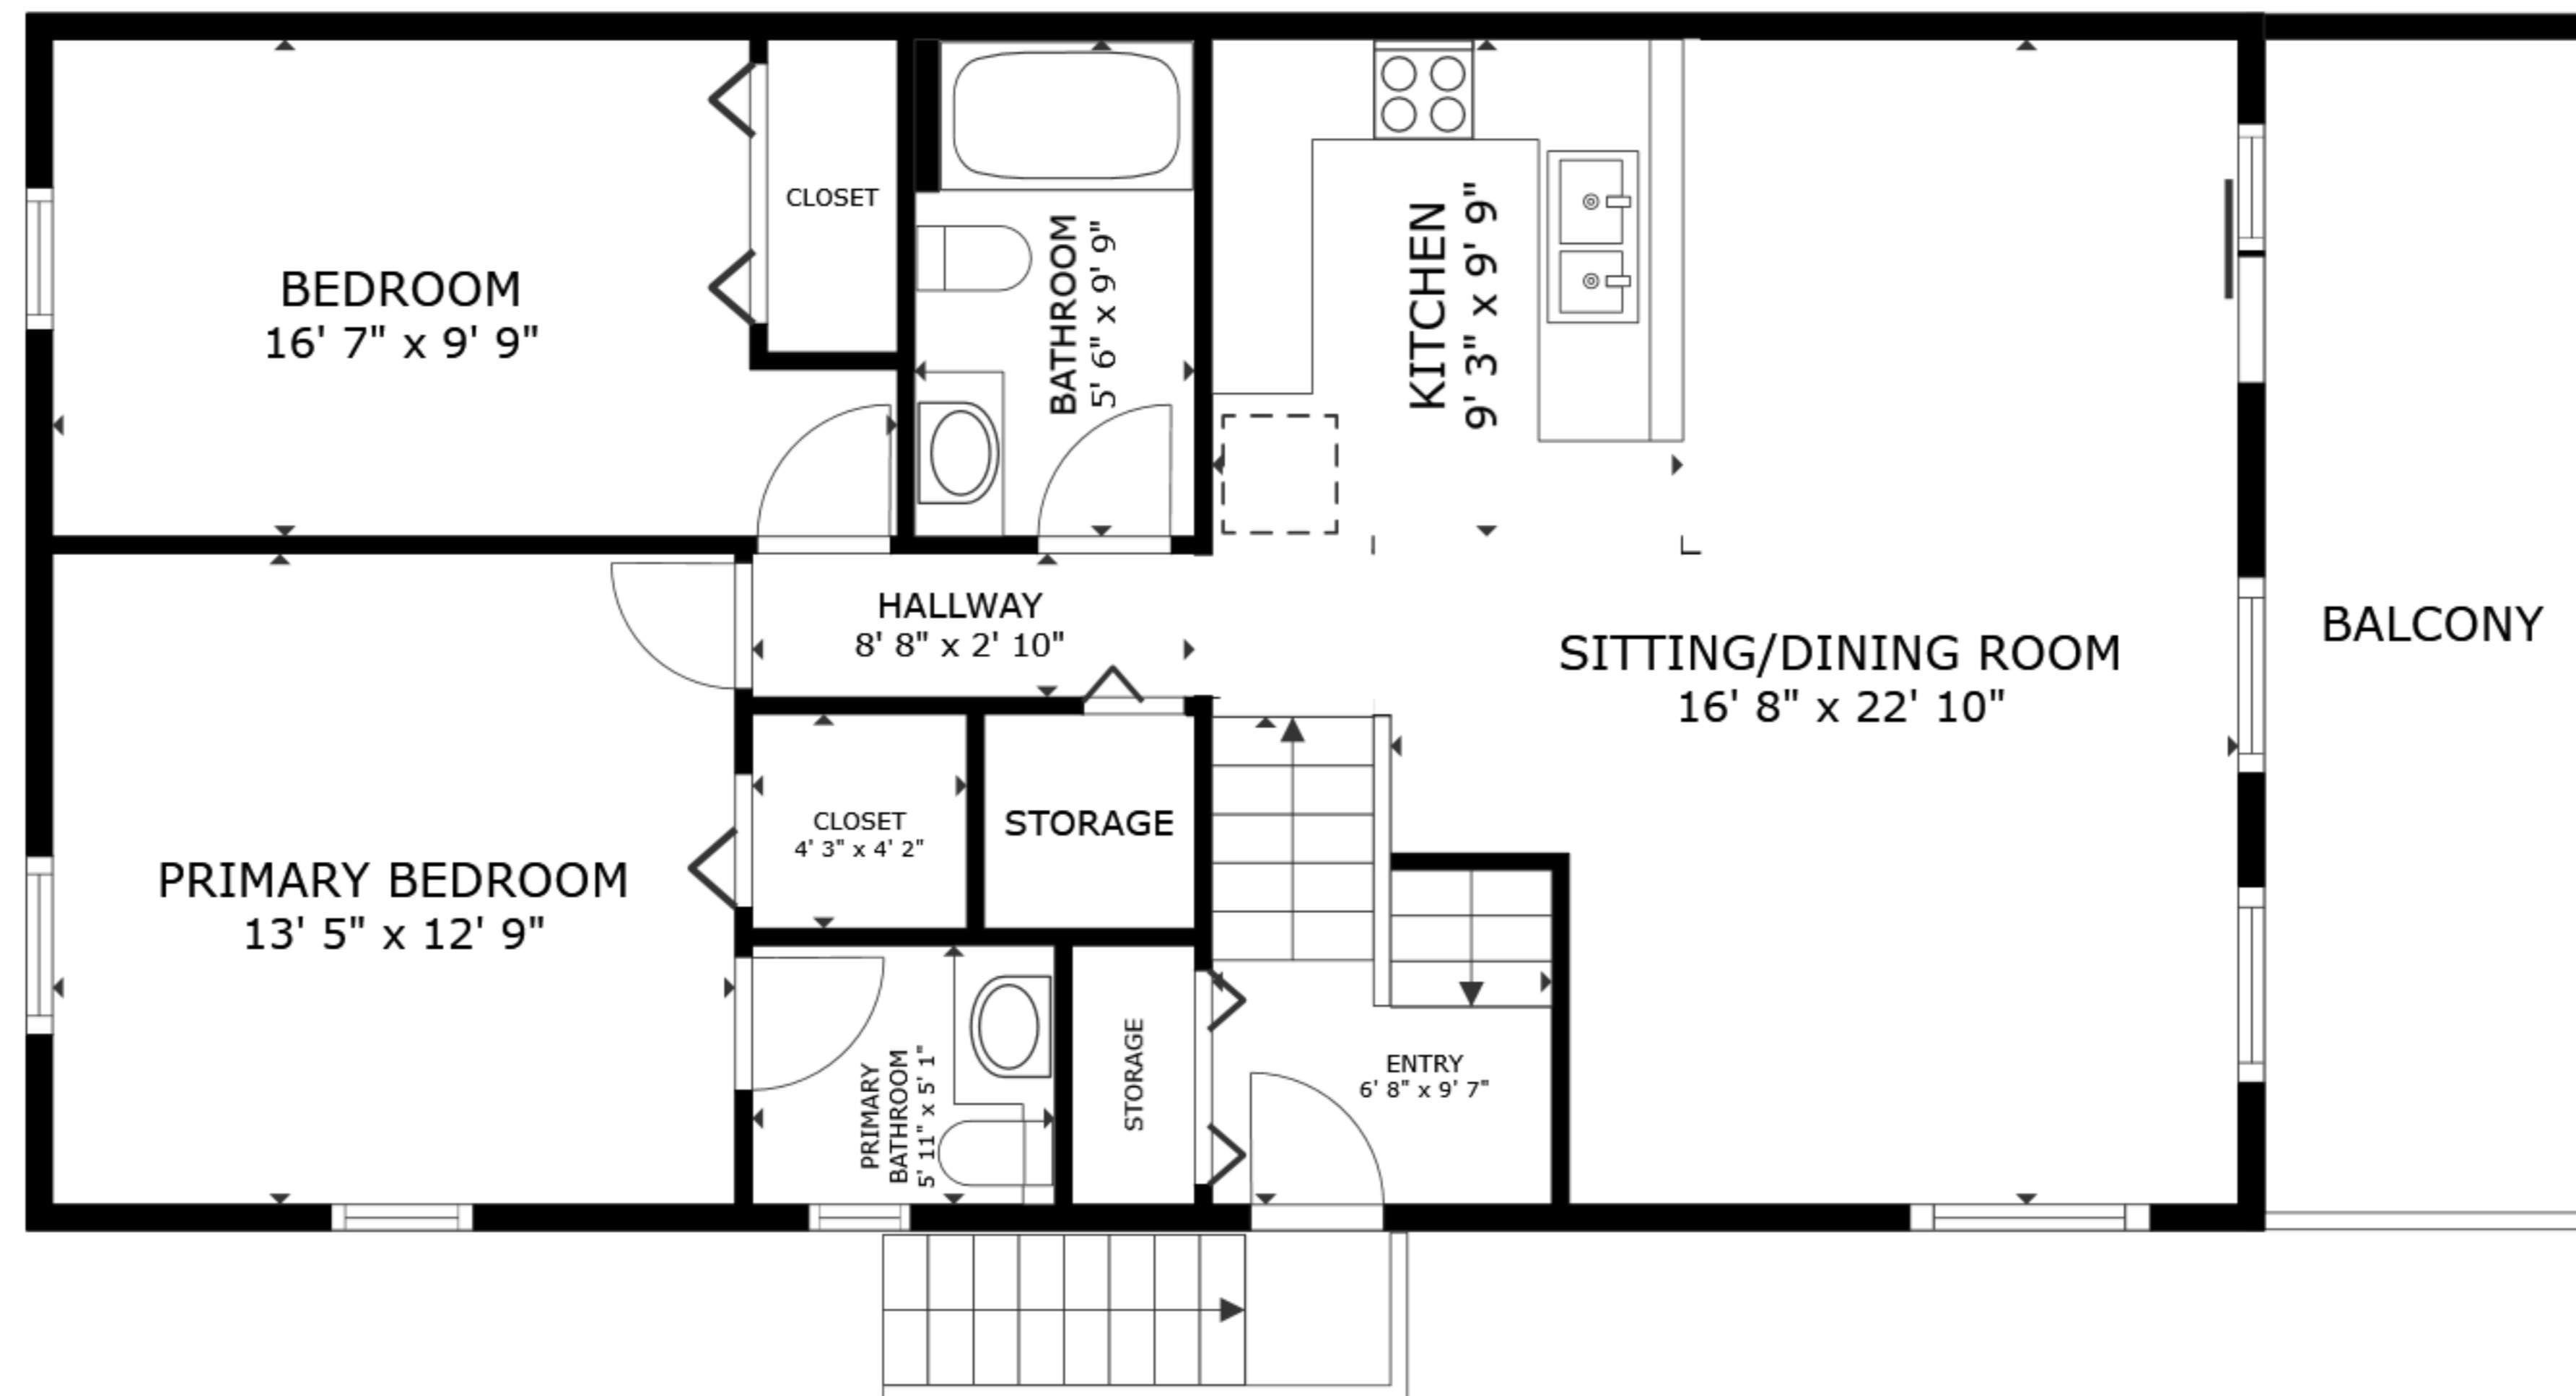 BEDROOM
16' 7" x 9' 9"
CLOSET
BATHROOM
5' 6" x 9' 9"
KITCHEN
9' 3" x 9' 9"
HALLWAY
8' 8" x 2' 10"
SITTING/DINING ROOM
16' 8" x 22' 10"
BALCONY
PRIMARY BEDROOM
13' 5" x 12' 9"
CLOSET
4' 3" x 4' 2"
STORAGE
PRIMARY
BATHROOM
5' 11" x 5' 1"
STORAGE
ENTRY
6' 8" x 9' 7"